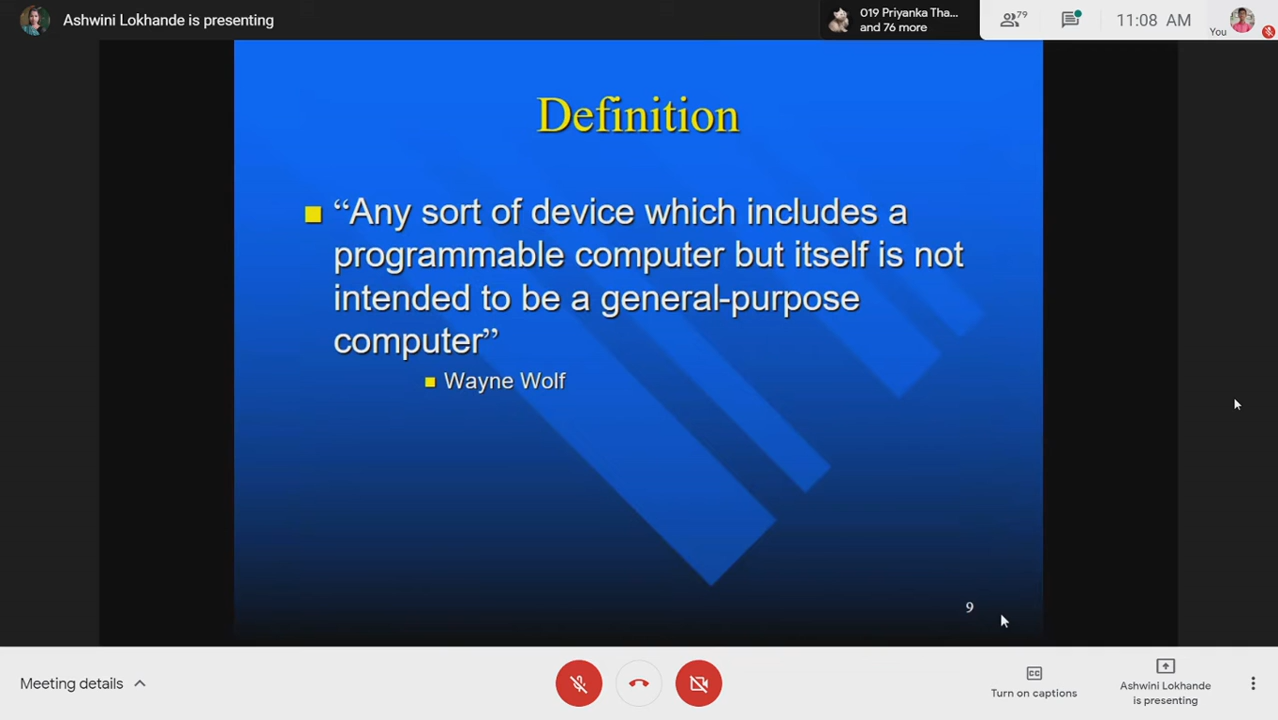 Ashwini Lokhande is presenting
019 Priyanka Tha...
and 76 more
79
11:08 AM
You
Definition
“Any sort of device which includes a
programmable computer but itself is not
intended to be a general-purpose
computer”
Wayne Wolf
9
Meeting details
CC
Turn on captions
Ashwini Lokhande
is presenting